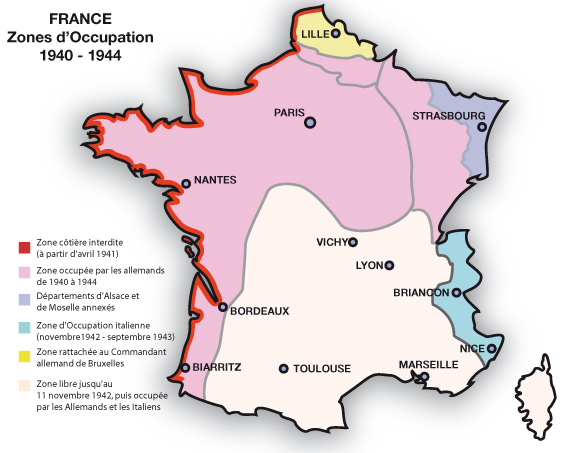 FRANCE
Zones d'Occupation
1940 - 1944
LILLE
PARIS
STRASBOURG
NANTES
VICHY
LYON
BRIANÇON
BORDEAUX
NICE
BIARRITZ
TOULOUSE
MARSEILLE
Zone côtière interdite
(à partir d'avril 1941)
Zone occupée par les allemands
de 1940 à 1944
Départements d'Alsace et
de Moselle annexés
Zone d'Occupation italienne
(novembre1942 - septembre 1943)
Zone rattachée au Commandant
allemand de Bruxelles
Zone libre jusqu'au
11 novembre 1942, puis occupée
par les Allemands et les Italiens